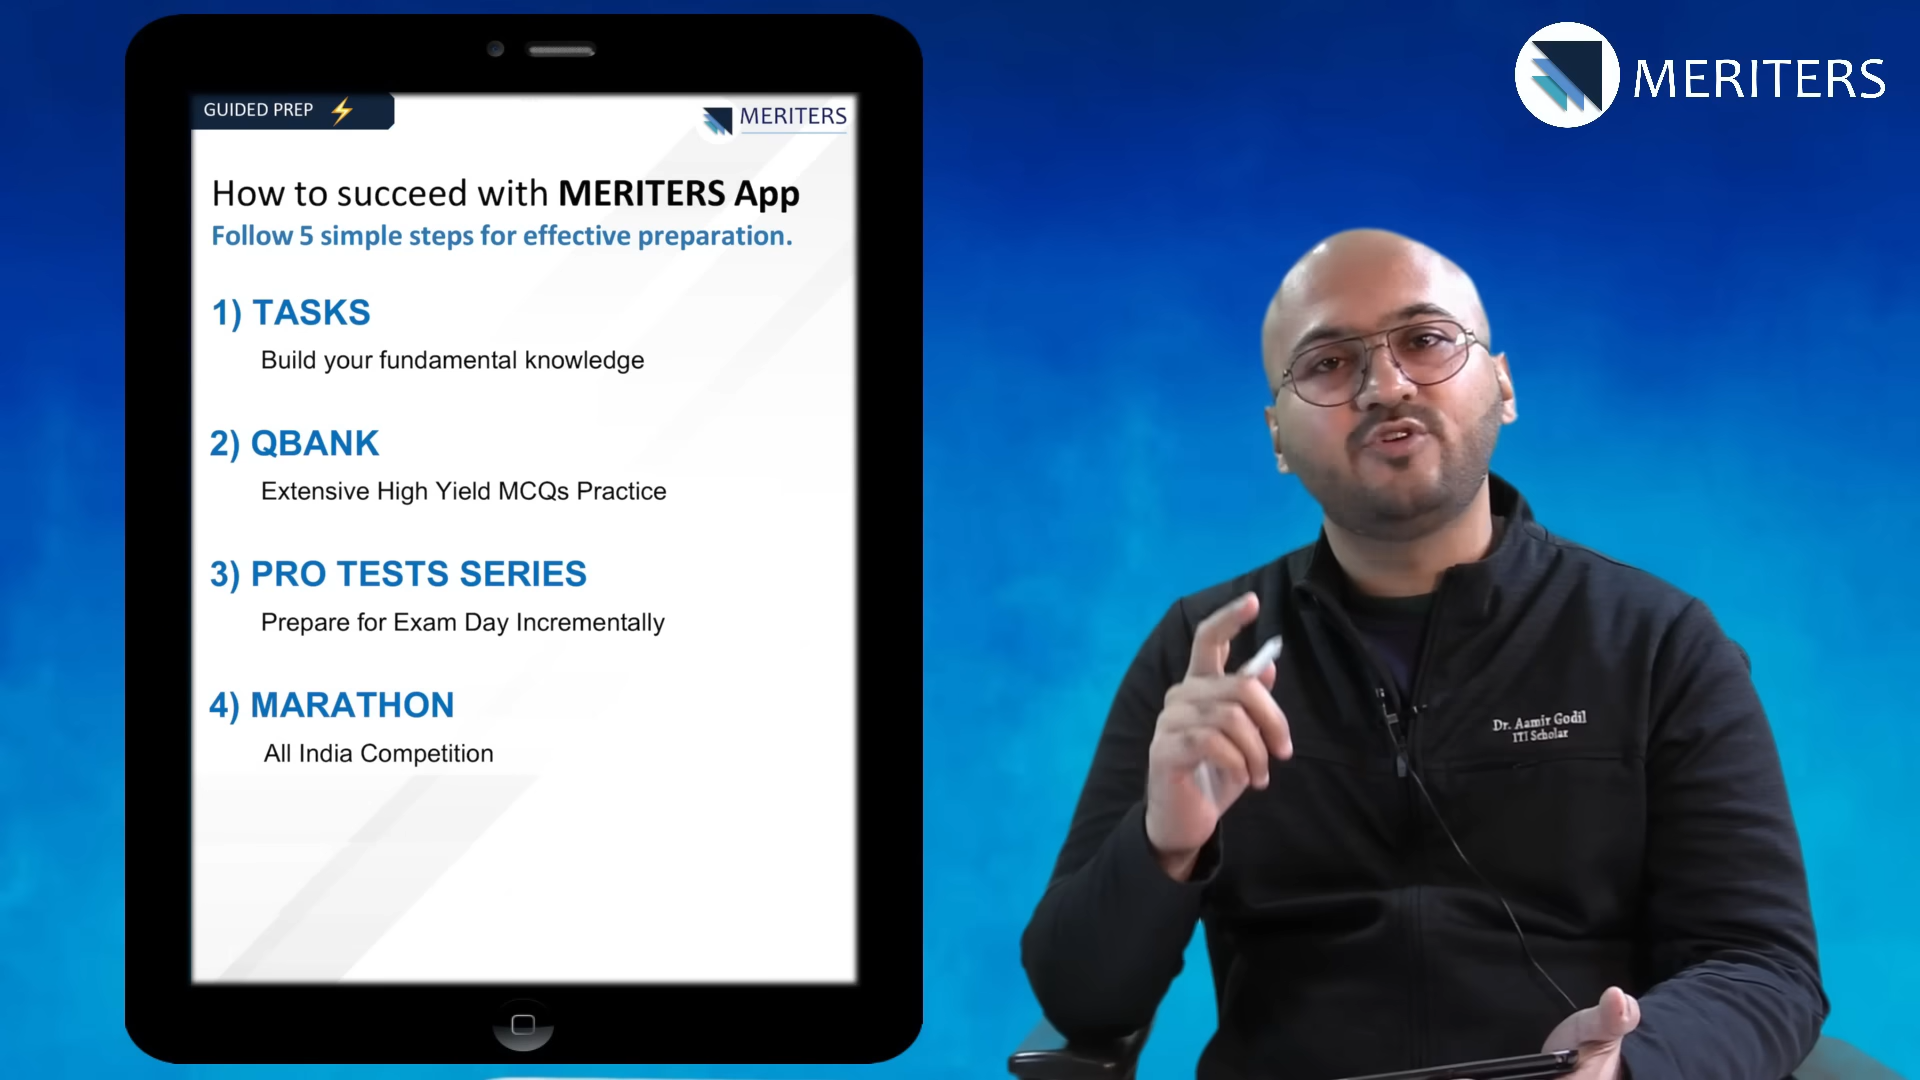 GUIDED PREP
MERITERS
How to succeed with MERITERS App
Follow 5 simple steps for effective preparation.
1) TASKS
Build your fundamental knowledge
2) QBANK
Extensive High Yield MCQs Practice
3) PRO TESTS SERIES
Prepare for Exam Day Incrementally
4) MARATHON
All India Competition
MERITERS
Dr. Aamir Godil
ITI Scholar